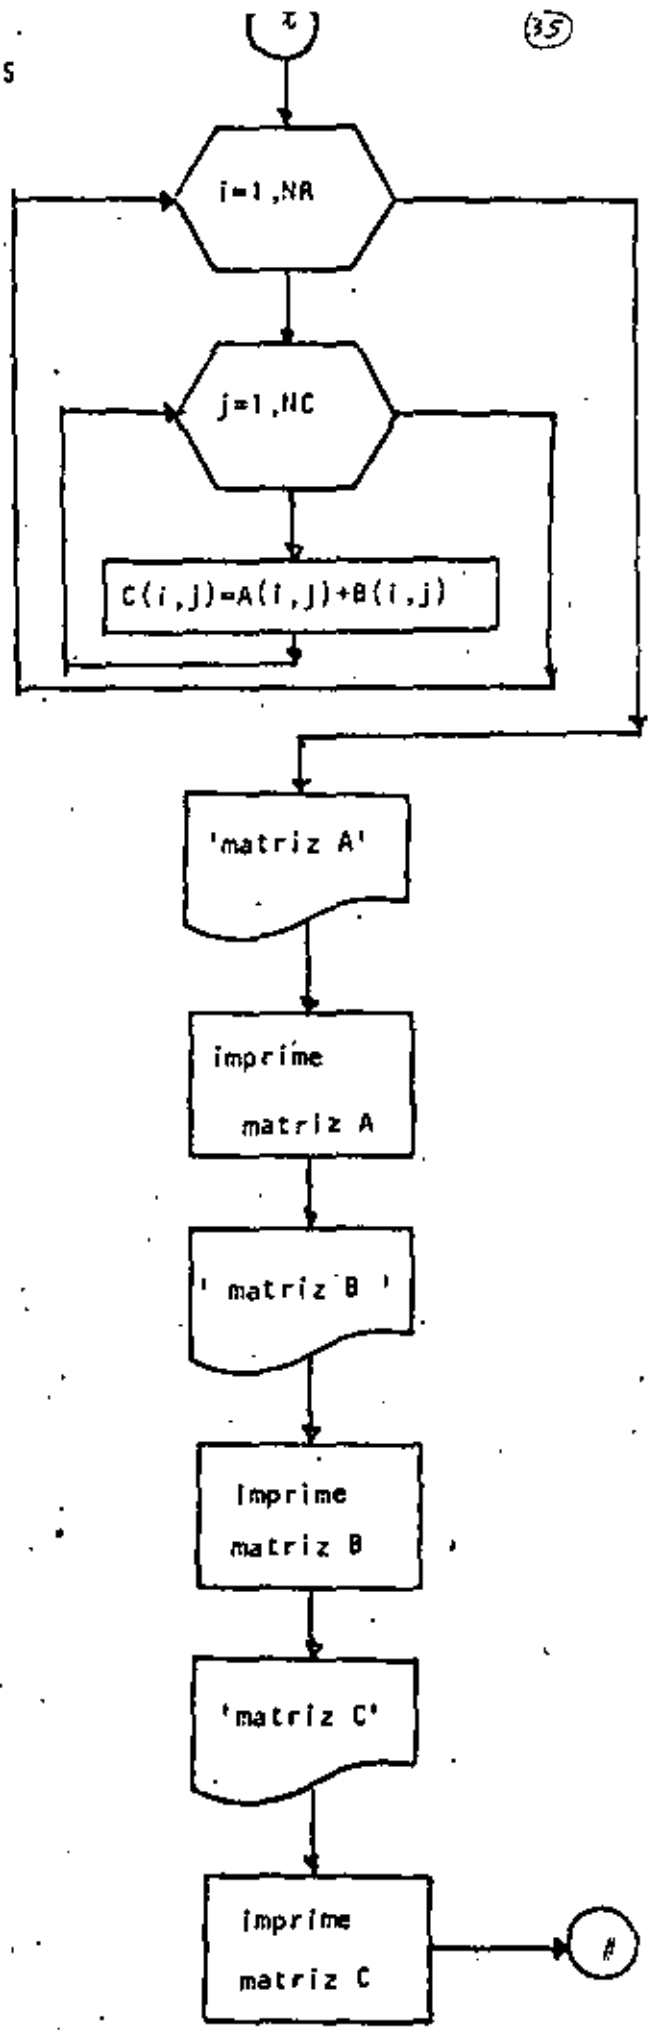 35
S
i=1,NR
j=1,NC
C(i,j)=A(i,j)+B(i,j)
'matriz A'
imprime
matriz A
' matriz B '
imprime
matriz B
'matriz C'
imprime
matriz C
#